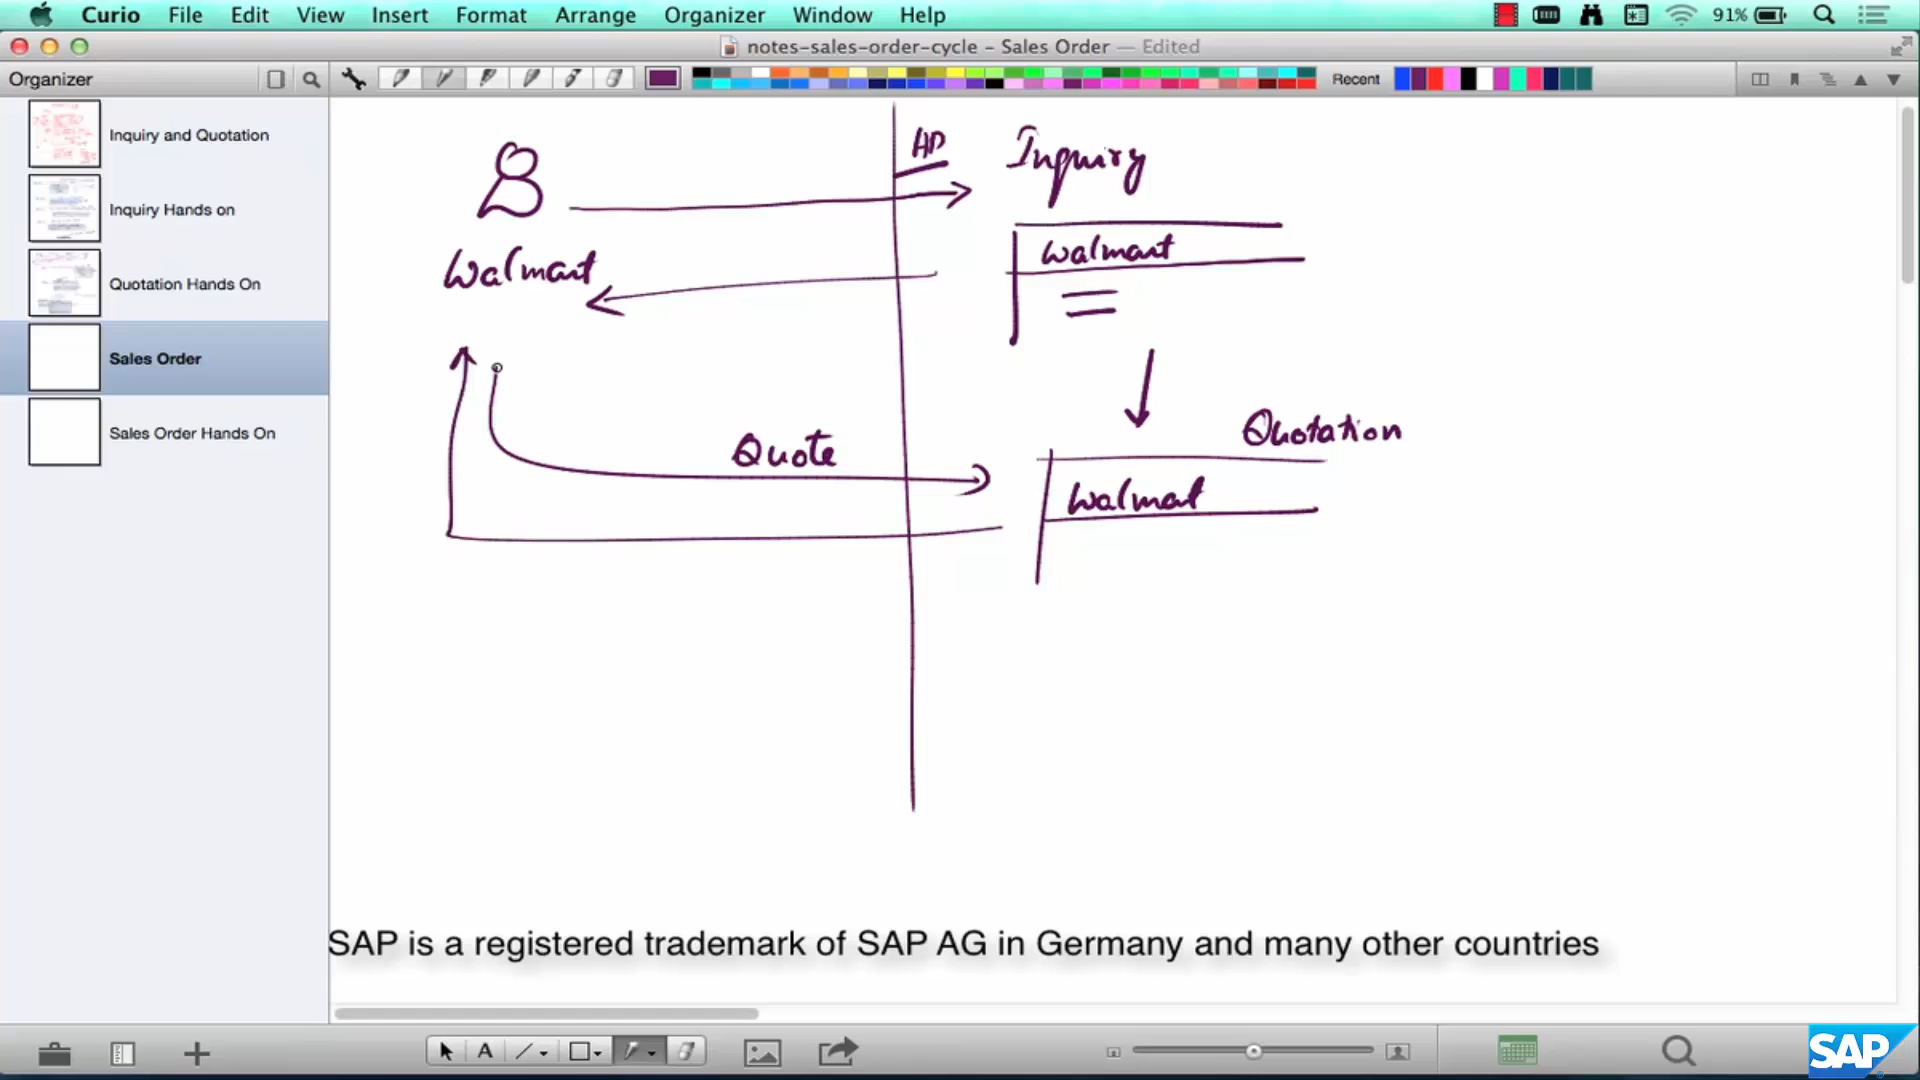 Curio File Edit View Insert Format Arrange Organizer Window Help 91%
notes-sales-order-cycle – Sales Order — Edited
Organizer
Recent
Inquiry and Quotation
Inquiry Hands on
Quotation Hands On
Sales Order
Sales Order Hands On
Inquiry
Walmart
Walmart
Quotation
Quote
Walmat
SAP is a registered trademark of SAP AG in Germany and many other countries
A
SAP